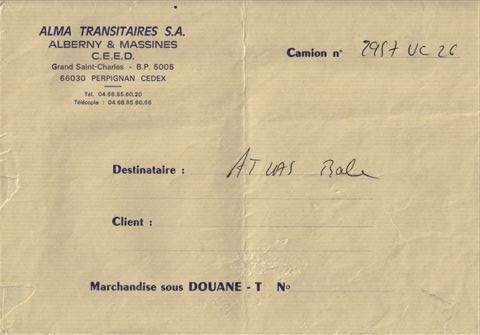 ALMA TRANSITAIRES S.A.
ALBERNY & MASSINES
C.E.E.D.
Grand Saint-Charles - B.P. 5005
66030 PERPIGNAN CEDEX
Tél. 04.68.85.60.20
Télécopie : 04.68.85.60.66
Camion n° 2957 UC 20
Destinataire : ATLAS Bale
Client :
Marchandise sous DOUANE - T N°